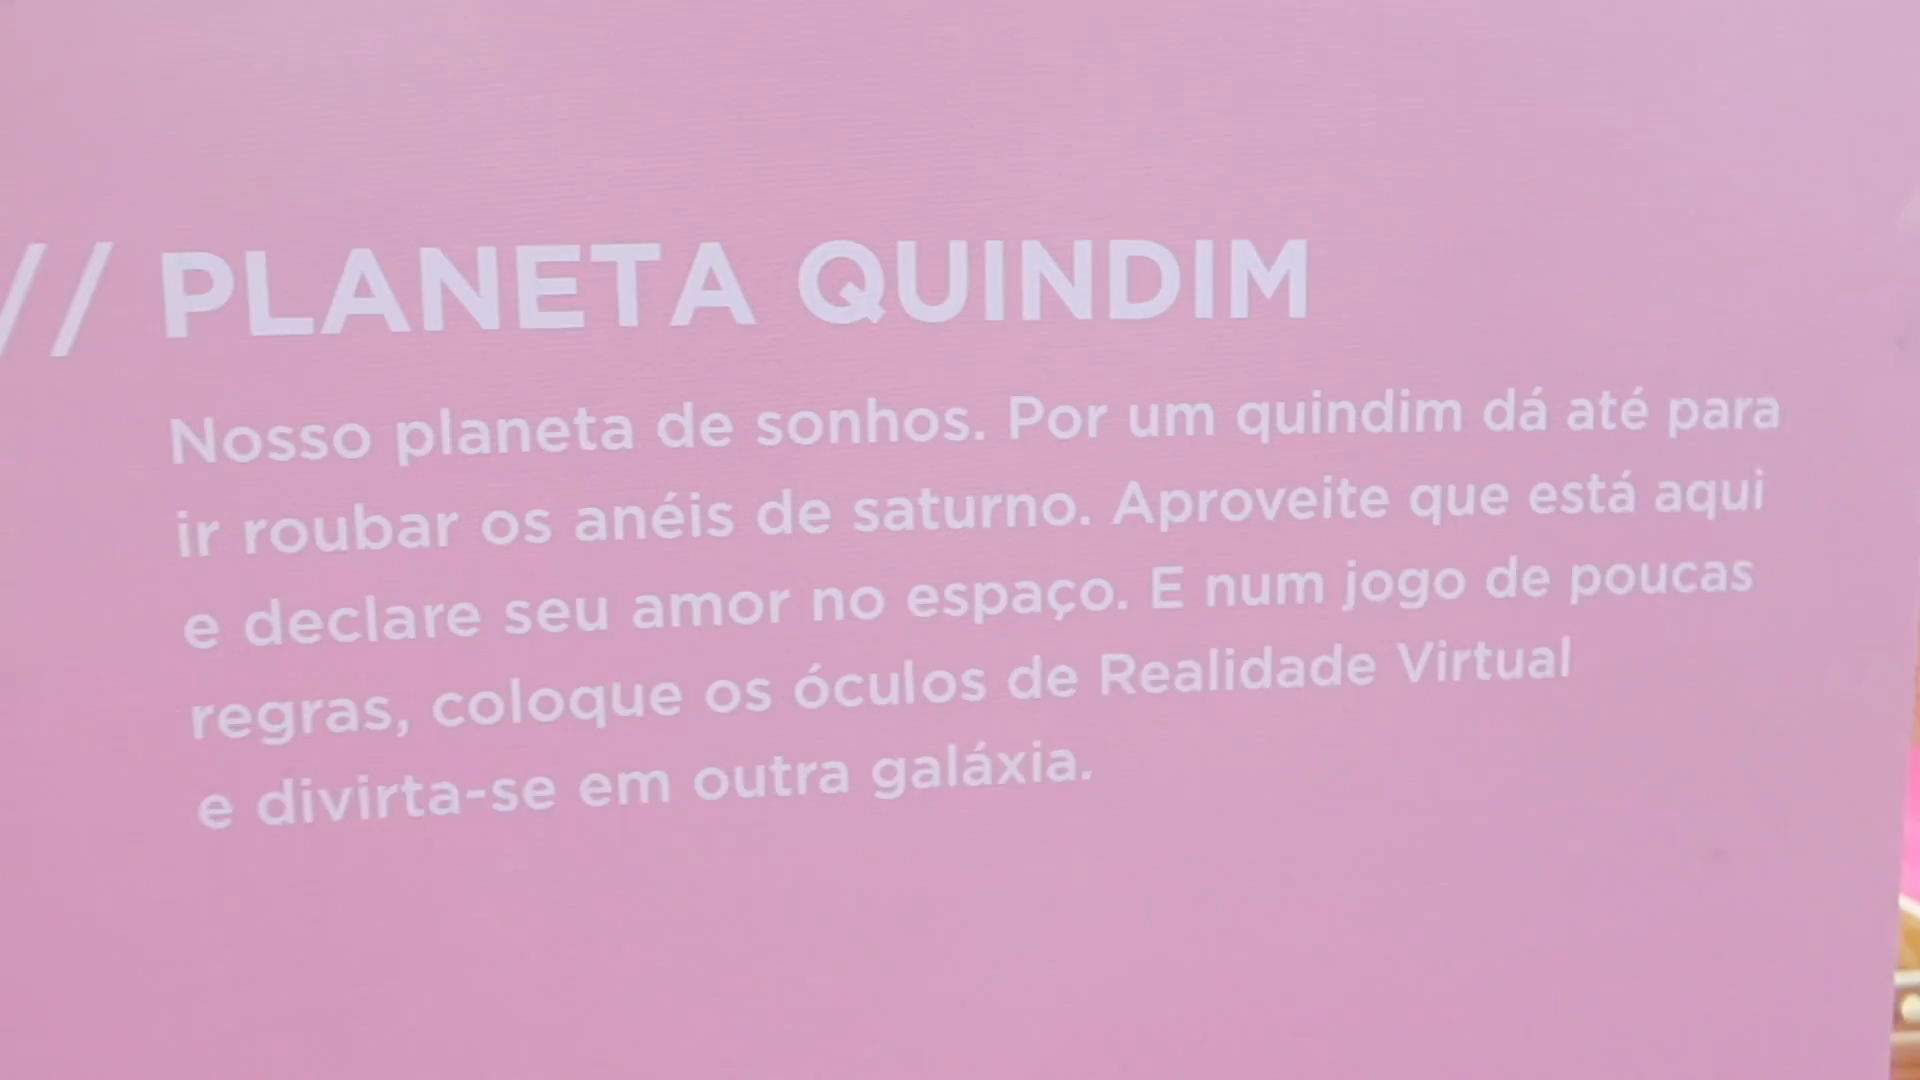 // PLANETA QUINDIM
Nosso planeta de sonhos. Por um quindim dá até para
ir roubar os anéis de saturno. Aproveite que está aqui
e declare seu amor no espaço. E num jogo de poucas
regras, coloque os óculos de Realidade Virtual
e divirta-se em outra galáxia.